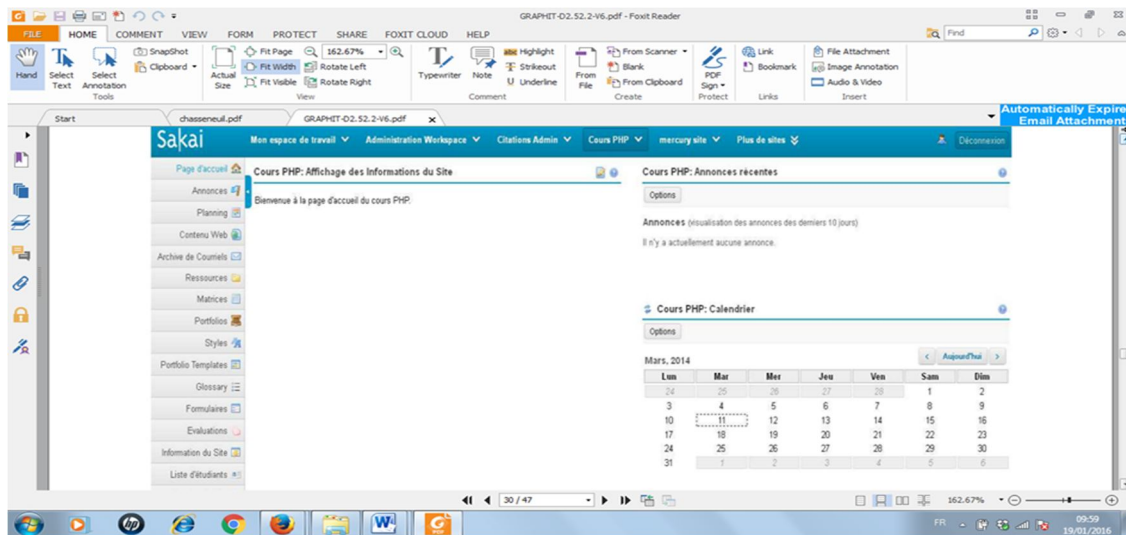 GRAPHIT-D2.52.2-V6.pdf - Foxit Reader
FILE HOME COMMENT VIEW FORM PROTECT SHARE FOXIT CLOUD HELP Find
Hand Select Text Select Annotation SnapShot Clipboard Tools
Actual Size Fit Page Fit Width Fit Visible 162.67% Rotate Left Rotate Right View
Typewriter Note Highlight Strikeout Underline Comment
From File From Scanner Blank From Clipboard Create
PDF Sign Protect
Link Bookmark Links
File Attachment Image Annotation Audio & Video Insert
Start chasseneuil.pdf GRAPHIT-D2.52.2-V6.pdf
Automatically Expire
Email Attachment
Sakai Mon espace de travail Administration Workspace Citations Admin Cours PHP mercury site Plus de sites Déconnexion
Page d'accueil
Annonces
Planning
Contenu Web
Archive de Courriels
Ressources
Matrices
Portfolios
Styles
Portfolio Templates
Glossary
Formulaires
Evaluations
Information du Site
Liste d'étudiants
Cours PHP: Affichage des Informations du Site
Bienvenue à la page d'accueil du cours PHP.
Cours PHP: Annonces récentes
Options
Annonces (visualisation des annonces des derniers 10 jours)
Il n'y a actuellement aucune annonce.
Cours PHP: Calendrier
Options
Mars, 2014 < Aujourd'hui >
Lun Mar Mer Jeu Ven Sam Dim
24 25 26 27 28 1 2
3 4 5 6 7 8 9
10 11 12 13 14 15 16
17 18 19 20 21 22 23
24 25 26 27 28 29 30
31 1 2 3 4 5 6
30 / 47 162.67%
FR 09:59
19/01/2016